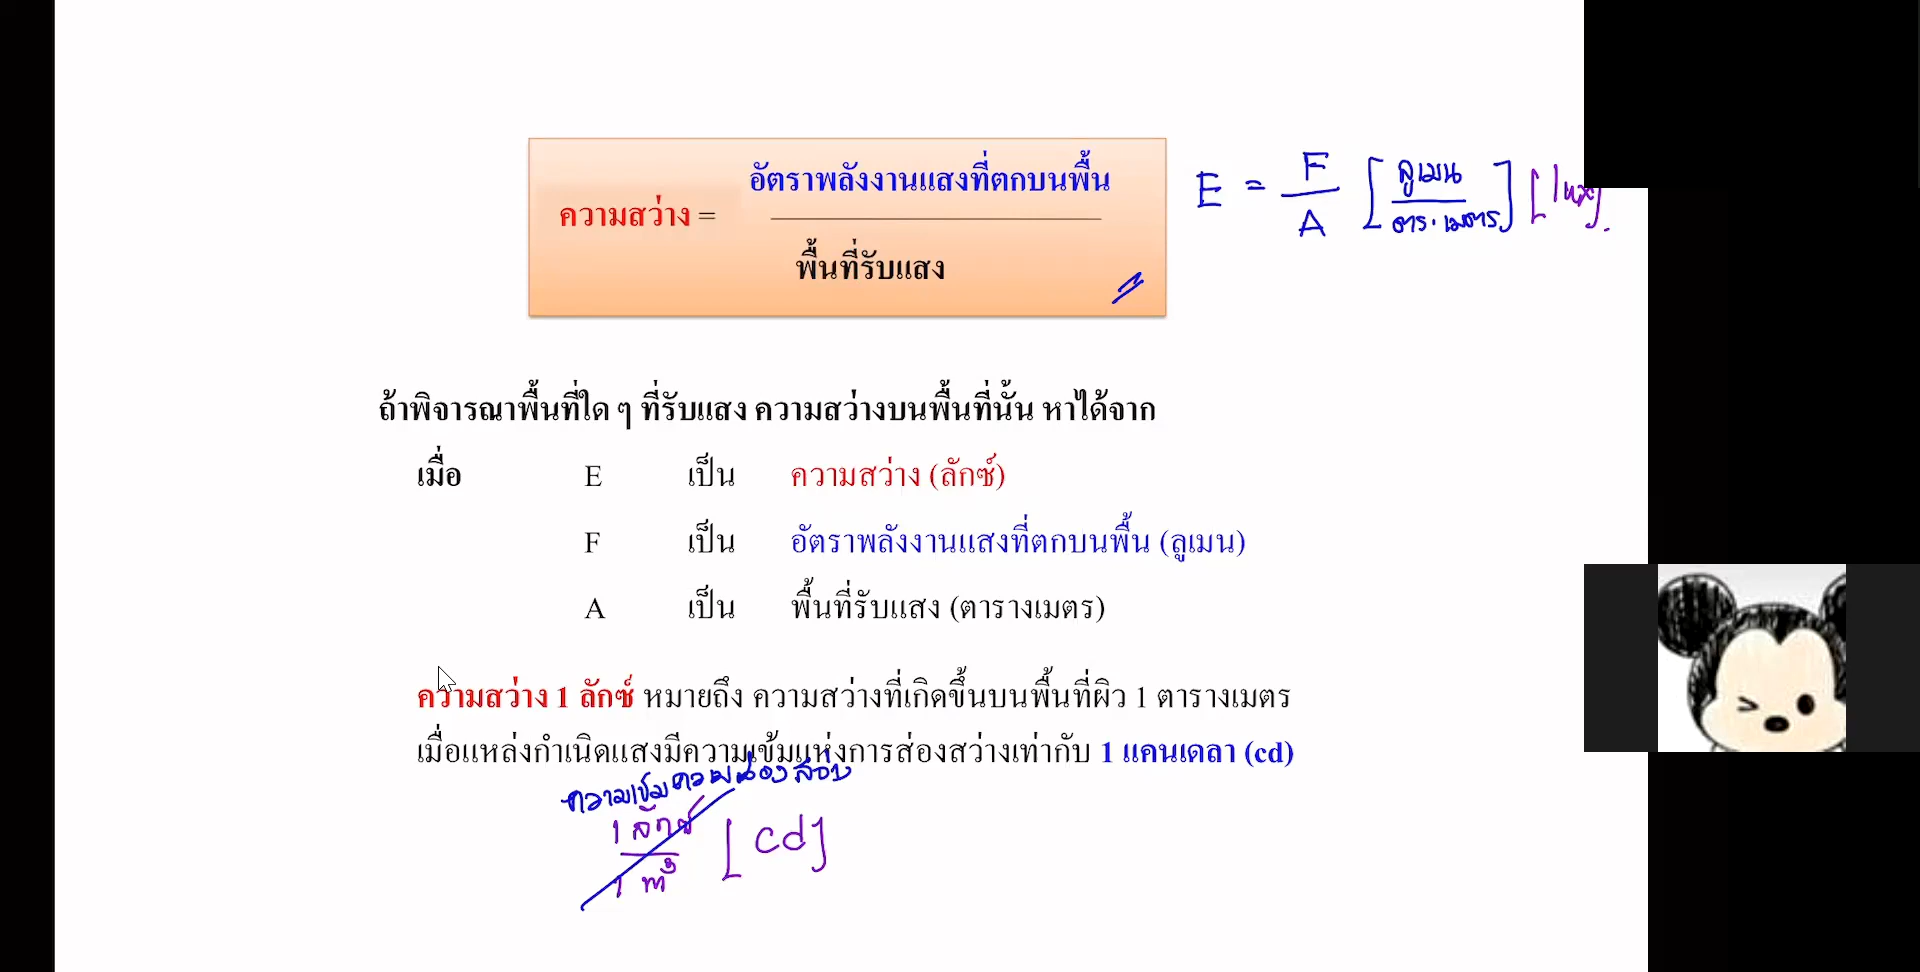 อัตราพลังงานแสงที่ตกบนพื้น
ความสว่าง =
พื้นที่รับแสง
E = F/A [ลูเมน/ตร.เมตร] [lux].
ถ้าพิจารณาพื้นที่ใด ๆ ที่รับแสง ความสว่างบนพื้นที่นั้น หาได้จาก
เมื่อ E เป็น ความสว่าง (ลักซ์)
F เป็น อัตราพลังงานแสงที่ตกบนพื้น (ลูเมน)
A เป็น พื้นที่รับแสง (ตารางเมตร)
ความสว่าง 1 ลักซ์ หมายถึง ความสว่างที่เกิดขึ้นบนพื้นที่ผิว 1 ตารางเมตร
เมื่อแหล่งกำเนิดแสงมีความเข้มแห่งการส่องสว่างเท่ากับ 1 แคนเดลา (cd)
ความเข้ม
1 ลักซ์
1 m [cd]